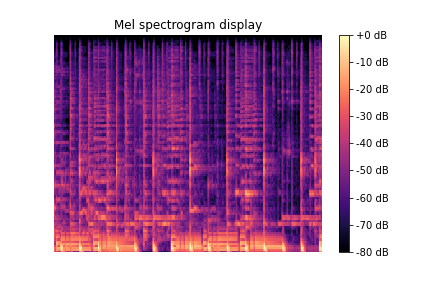 Mel spectrogram display
+0 dB
-10 dB
-20 dB
-30 dB
-40 dB
-50 dB
-60 dB
-70 dB
-80 dB